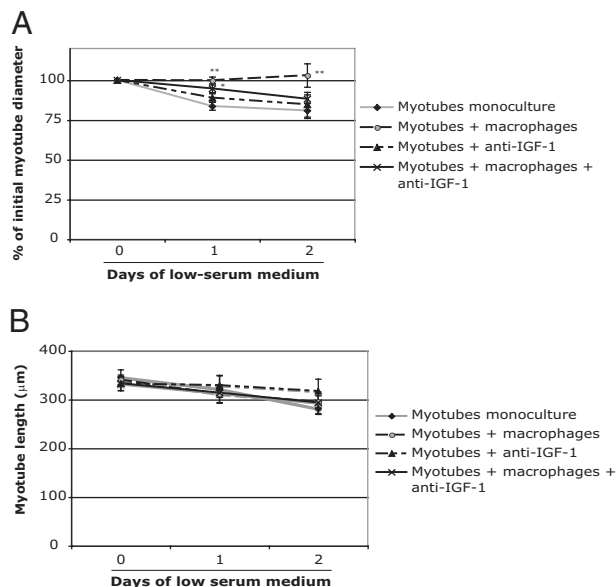 A
% of initial myotube diameter
100
75
50
25
0
**
*
**
0 1 2
Days of low-serum medium
Myotubes monoculture
Myotubes + macrophages
Myotubes + anti-IGF-1
Myotubes + macrophages +
anti-IGF-1
B
Myotube length (μm)
400
300
200
100
0
0 1 2
Days of low serum medium
Myotubes monoculture
Myotubes + macrophages
Myotubes + anti-IGF-1
Myotubes + macrophages +
anti-IGF-1